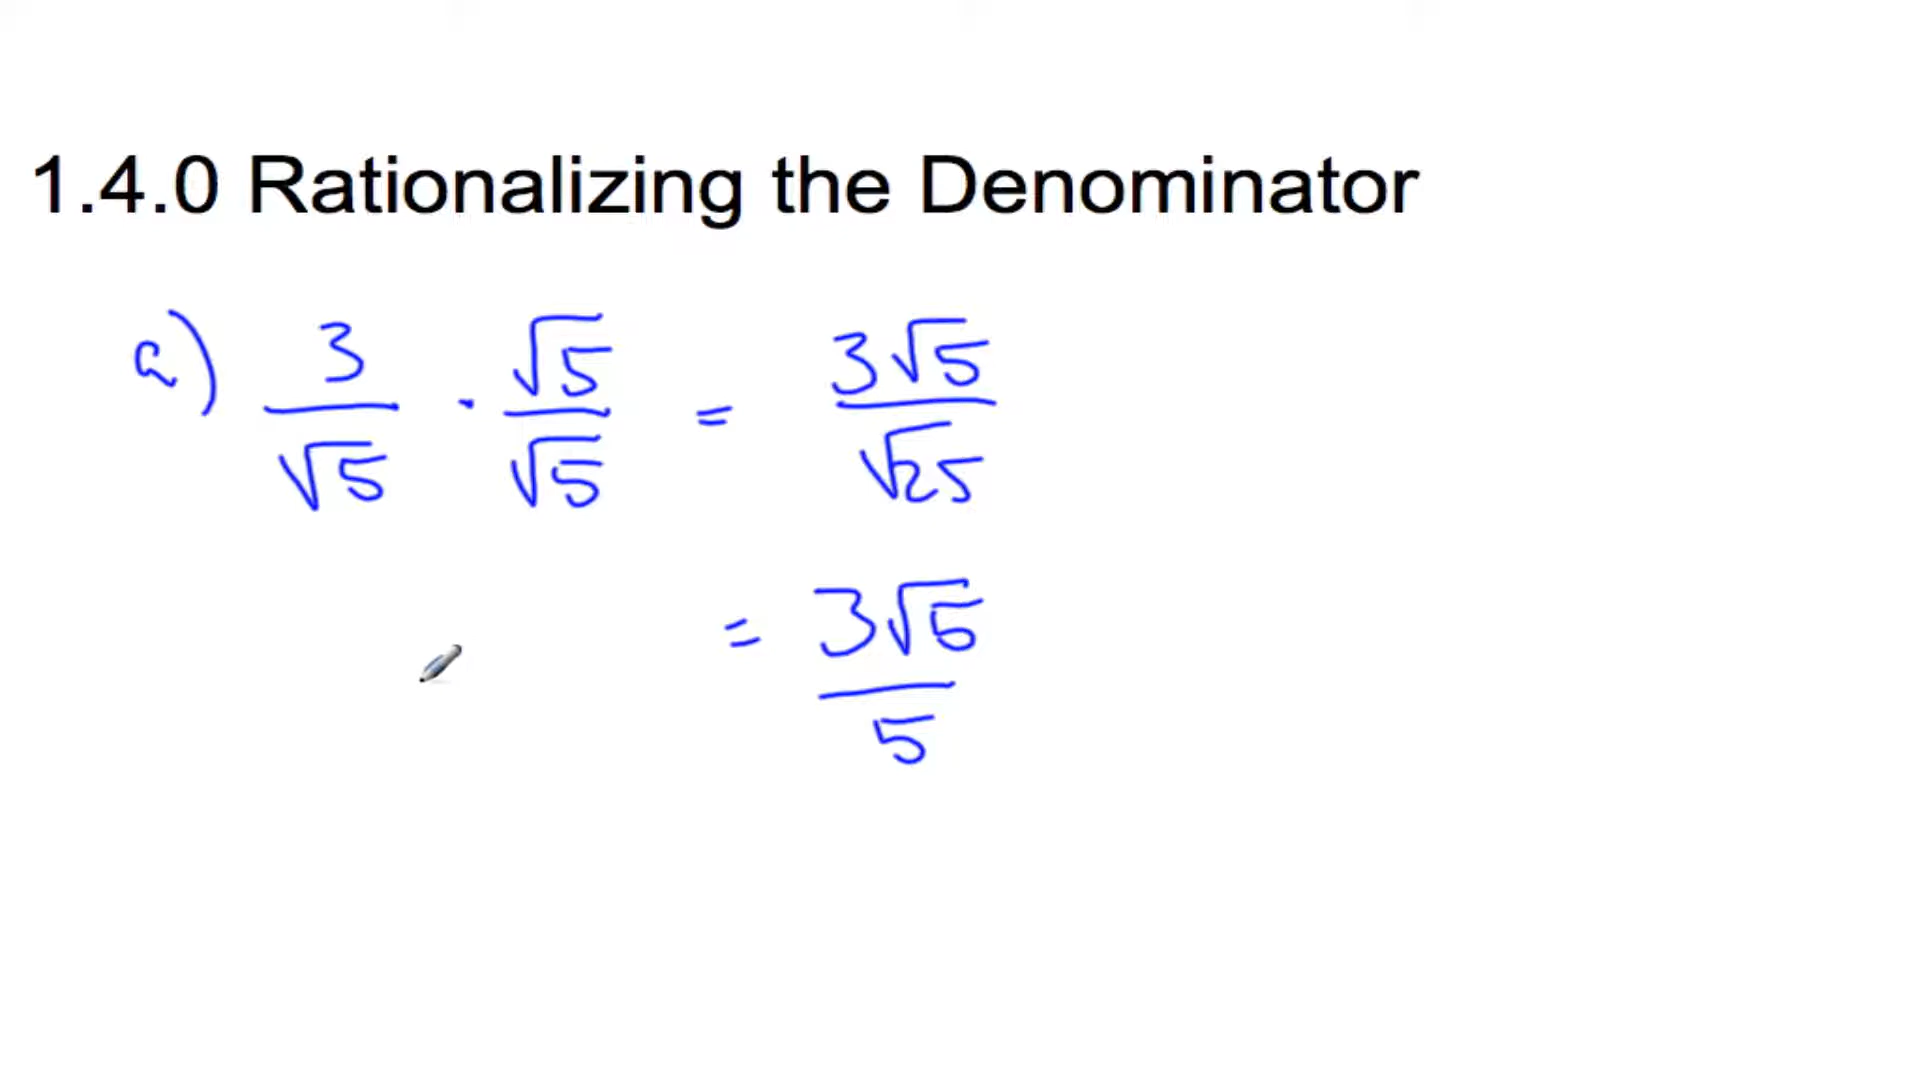 1.4.0 Rationalizing the Denominator
a) 3/√5 · √5/√5 = 3√5/√25
= 3√5/5